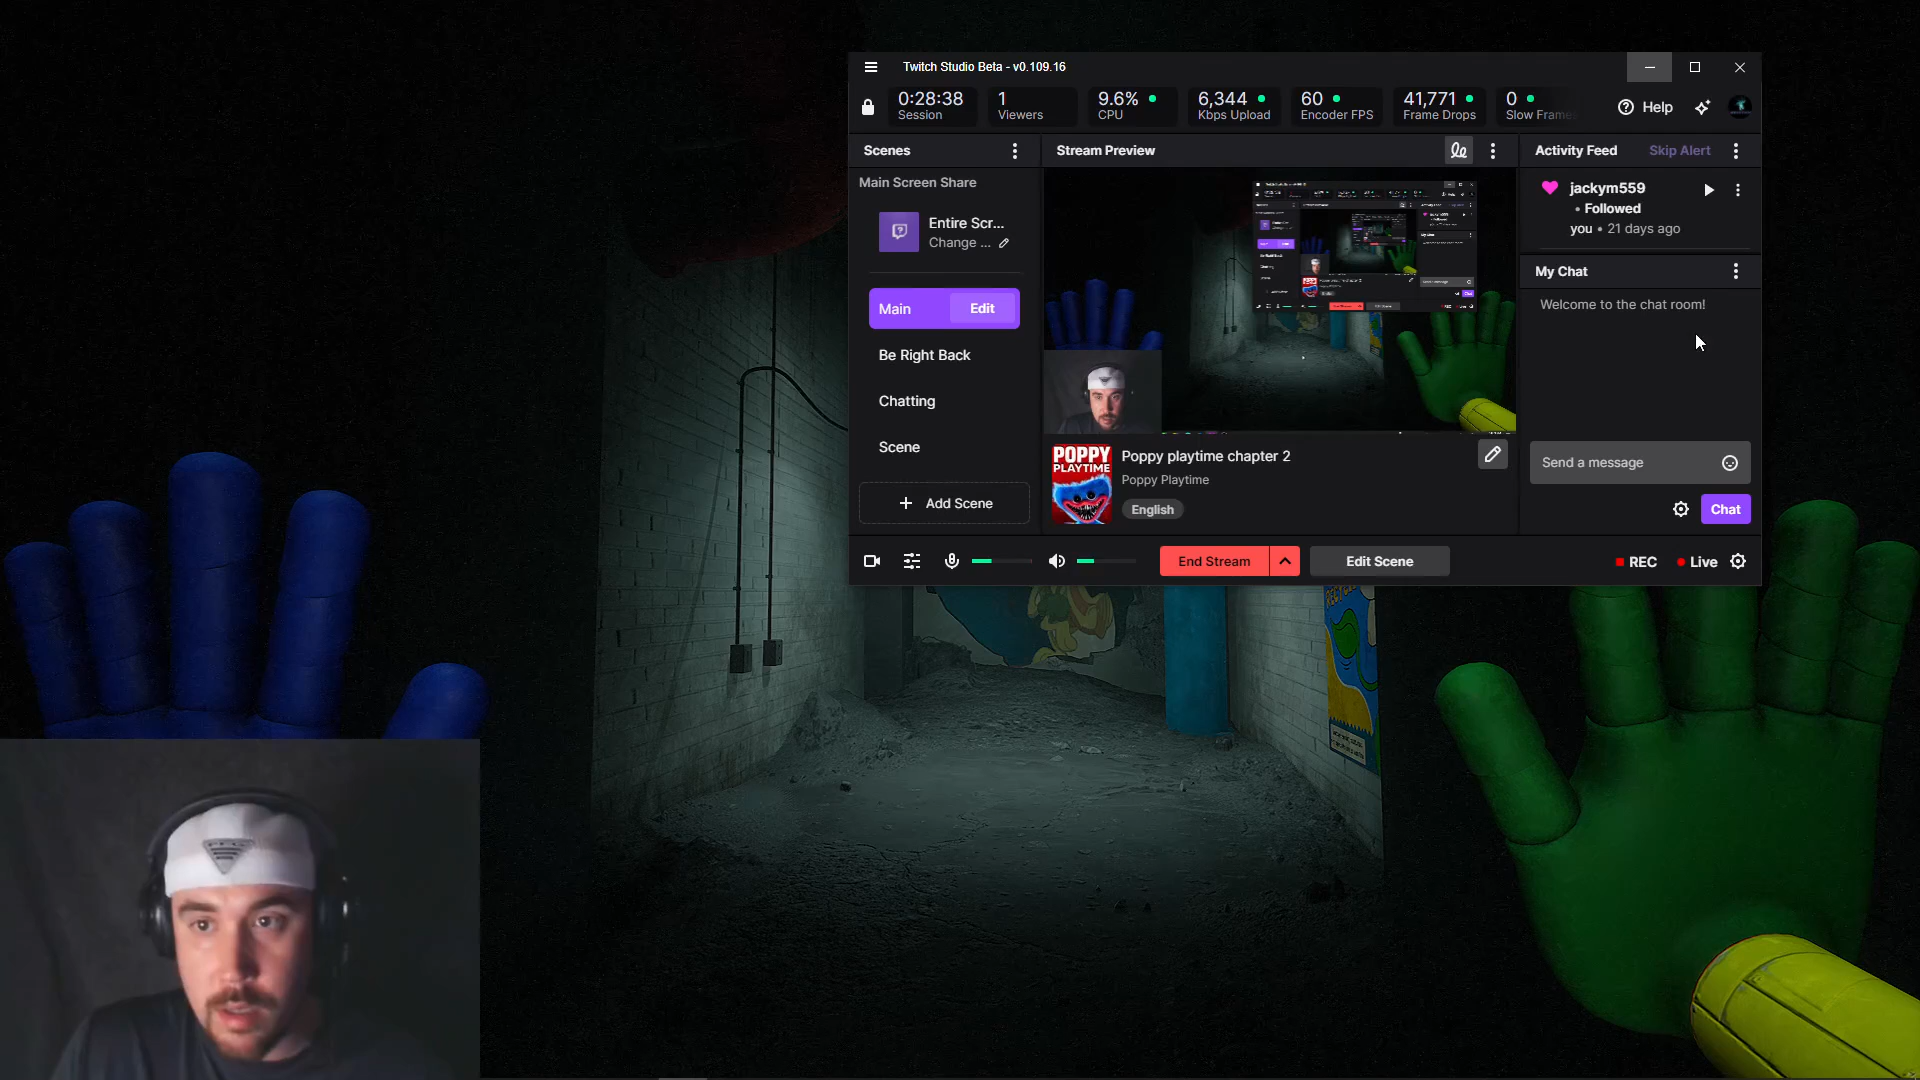 Twitch Studio Beta - v0.109.16
0:28:38
Session
1
Viewers
9.6%
CPU
6,344
Kbps Upload
60
Encoder FPS
41,771
Frame Drops
0
Slow Frames
Help
Scenes
Main Screen Share
Entire Scr...
Change ...
Main
Edit
Be Right Back
Chatting
Scene
Add Scene
Stream Preview
POPPY
PLAYTIME
Poppy playtime chapter 2
Poppy Playtime
English
Activity Feed
Skip Alert
jackym559
• Followed
you • 21 days ago
My Chat
Welcome to the chat room!
Send a message
Chat
End Stream
Edit Scene
REC
Live